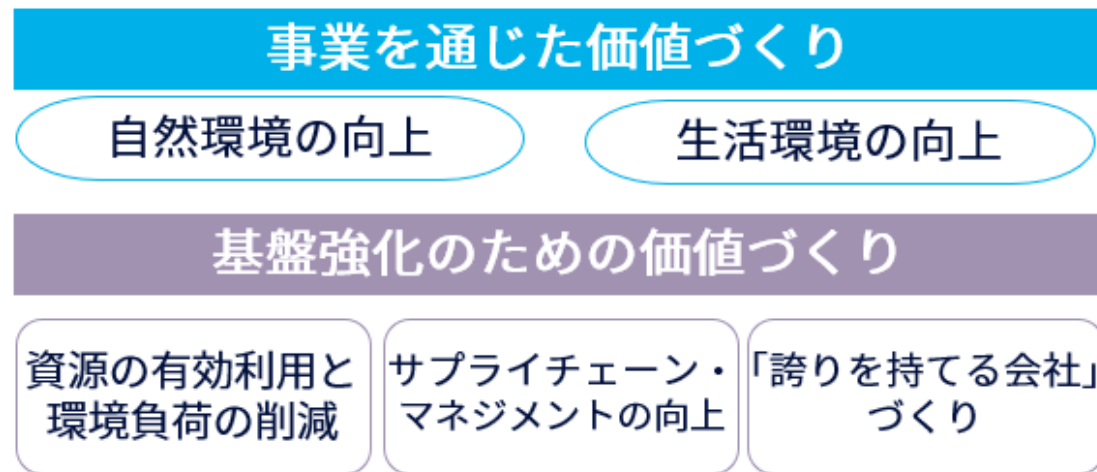 事業を通じた価値づくり
自然環境の向上
生活環境の向上
基盤強化のための価値づくり
資源の有効利用と
環境負荷の削減
サプライチェーン・
マネジメントの向上
「誇りを持てる会社」
づくり